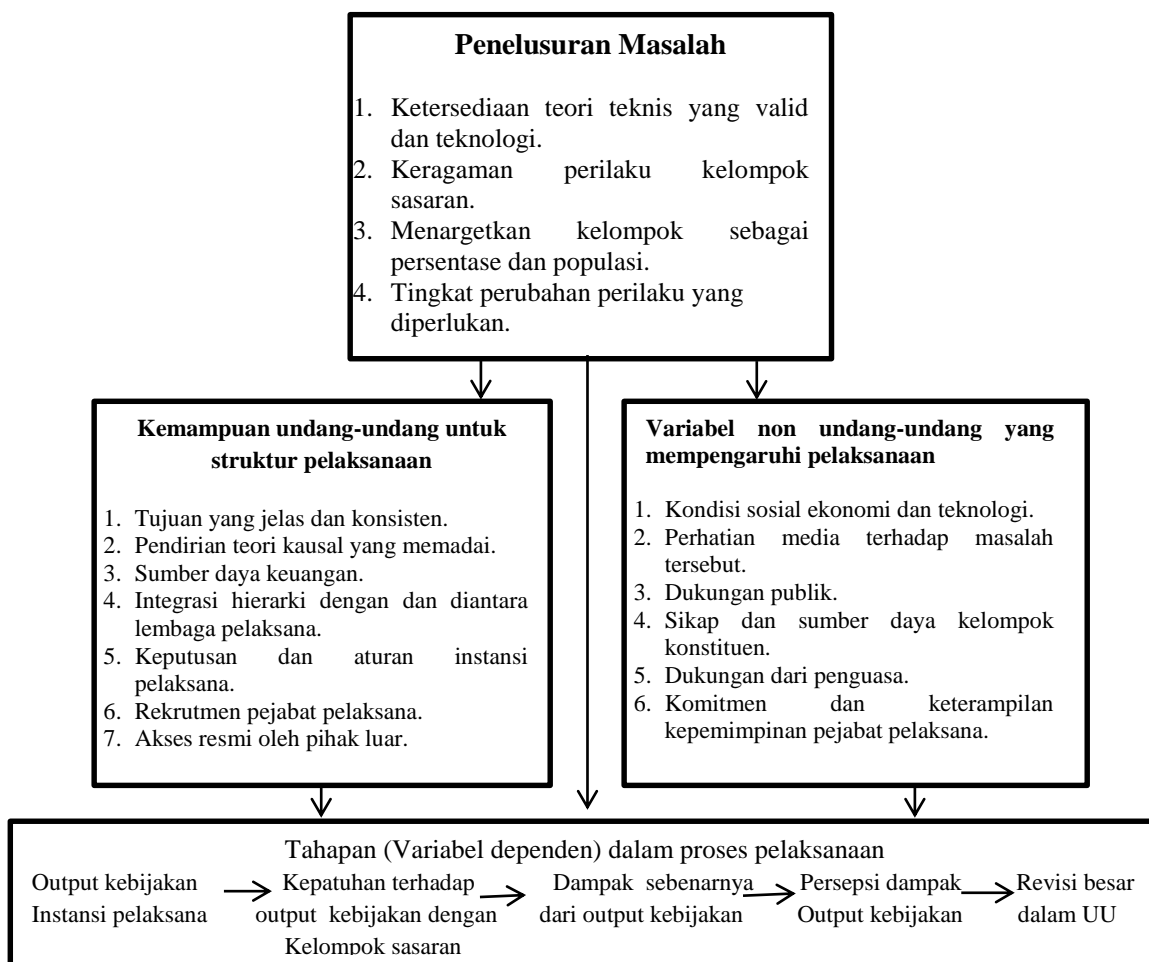 Penelusuran Masalah
1. Ketersediaan teori teknis yang valid
dan teknologi.
2. Keragaman perilaku kelompok
sasaran.
3. Menargetkan kelompok sebagai
persentase dan populasi.
4. Tingkat perubahan perilaku yang
diperlukan.
Kemampuan undang-undang untuk
struktur pelaksanaan
1. Tujuan yang jelas dan konsisten.
2. Pendirian teori kausal yang memadai.
3. Sumber daya keuangan.
4. Integrasi hierarki dengan dan diantara
lembaga pelaksana.
5. Keputusan dan aturan instansi
pelaksana.
6. Rekrutmen pejabat pelaksana.
7. Akses resmi oleh pihak luar.
Variabel non undang-undang yang
mempengaruhi pelaksanaan
1. Kondisi sosial ekonomi dan teknologi.
2. Perhatian media terhadap masalah
tersebut.
3. Dukungan publik.
4. Sikap dan sumber daya kelompok
konstituen.
5. Dukungan dari penguasa.
6. Komitmen dan keterampilan
kepemimpinan pejabat pelaksana.
Tahapan (Variabel dependen) dalam proses pelaksanaan
Output kebijakan
Instansi pelaksana
Kepatuhan terhadap
output kebijakan dengan
Kelompok sasaran
Dampak sebenarnya
dari output kebijakan
Persepsi dampak
Output kebijakan
Revisi besar
dalam UU